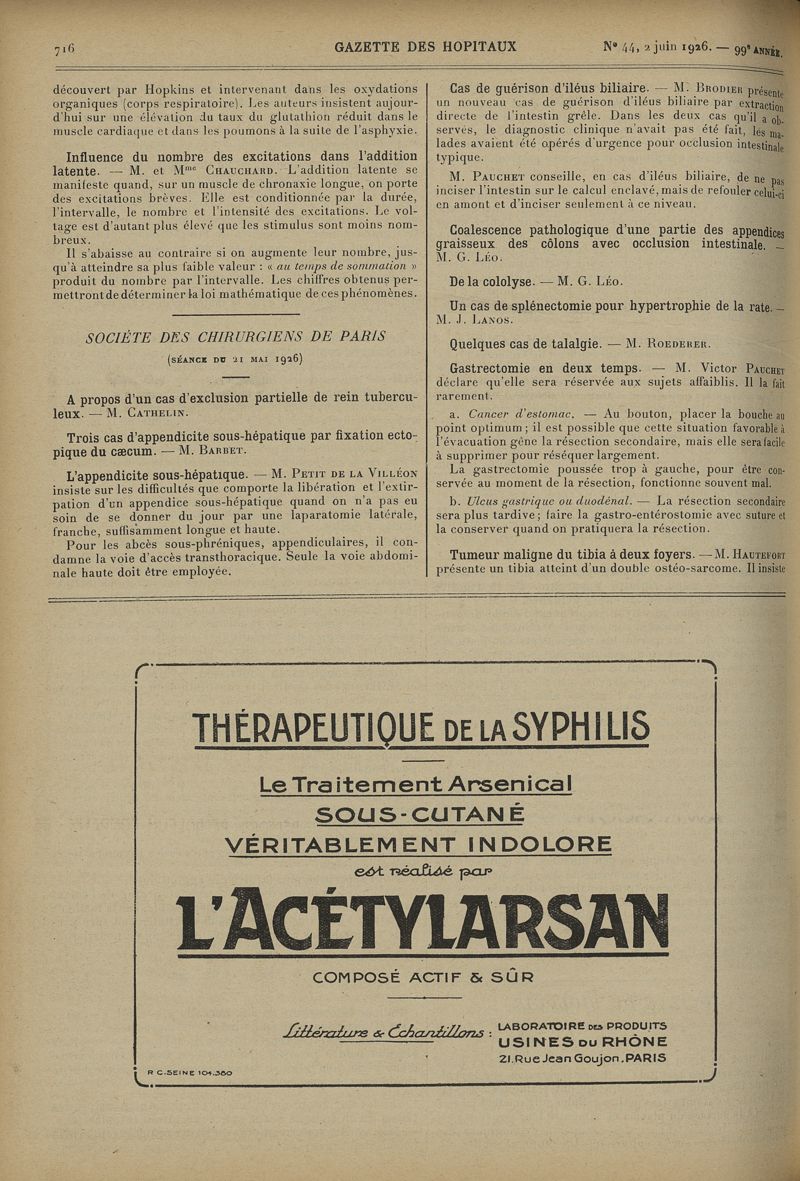 716
GAZETTE DES HOPITAUX
N° 44, 2 juin 1926. — 99e ANNÉE.
découvert par Hopkins et intervenant dans les oxydations
organiques (corps respiratoire). Les auteurs insistent aujour-
d'hui sur une élévation du taux du glutathion réduit dans le
muscle cardiaque et dans les poumons à la suite de l'asphyxie.
Influence du nombre des excitations dans l'addition
latente. — M. et Mme CHAUCHARD. L'addition latente se
manifeste quand, sur un muscle de chronaxie longue, on porte
des excitations brèves. Elle est conditionnée par la durée,
l'intervalle, le nombre et l'intensité des excitations. Le vol-
tage est d'autant plus élevé que les stimulus sont moins nom-
breux.
Il s'abaisse au contraire si on augmente leur nombre, jus-
qu'à atteindre sa plus faible valeur : « au temps de sommation »
produit du nombre par l'intervalle. Les chiffres obtenus per-
mettront de déterminer la loi mathématique de ces phénomènes.
SOCIÉTÉ DES CHIRURGIENS DE PARIS
(SÉANCE DU 21 MAI 1926)
A propos d'un cas d'exclusion partielle de rein tubercu-
leux. — M. CATHELIN.
Trois cas d'appendicite sous-hépatique par fixation ecto-
pique du cæcum. — M. BARBET.
L'appendicite sous-hépatique. — M. PETIT DE LA VILLÉON
insiste sur les difficultés que comporte la libération et l'extir-
pation d'un appendice sous-hépatique quand on n'a pas eu
soin de se donner du jour par une laparatomie latérale,
franche, suffisamment longue et haute.
Pour les abcès sous-phréniques, appendiculaires, il con-
damne la voie d'accès transthoracique. Seule la voie abdomi-
nale haute doit être employée.
Cas de guérison d'iléus biliaire. — M. BRODIER présente
un nouveau cas de guérison d'iléus biliaire par extraction
directe de l'intestin grêle. Dans les deux cas qu'il a ob-
servés, le diagnostic clinique n'avait pas été fait, les ma-
lades avaient été opérés d'urgence pour occlusion intestinale
typique.
M. PAUCHET conseille, en cas d'iléus biliaire, de ne pas
inciser l'intestin sur le calcul enclavé, mais de refouler celui-ci
en amont et d'inciser seulement à ce niveau.
Coalescence pathologique d'une partie des appendices
graisseux des côlons avec occlusion intestinale. —
M. G. LÉO.
De la cololyse. — M. G. LÉO.
Un cas de splénectomie pour hypertrophie de la rate. —
M. J. LANOS.
Quelques cas de talalgie. — M. ROEDERER.
Gastrectomie en deux temps. — M. Victor PAUCHET
déclare qu'elle sera réservée aux sujets affaiblis. Il la fait
rarement.
a. Cancer d'estomac. — Au bouton, placer la bouche au
point optimum ; il est possible que cette situation favorable à
l'évacuation gêne la résection secondaire, mais elle sera facile
à supprimer pour réséquer largement.
La gastrectomie poussée trop à gauche, pour être con-
servée au moment de la résection, fonctionne souvent mal.
b. Ulcus gastrique ou duodénal. — La résection secondaire
sera plus tardive ; faire la gastro-entérostomie avec suture et
la conserver quand on pratiquera la résection.
Tumeur maligne du tibia à deux foyers. — M. HAUTEFORT
présente un tibia atteint d'un double ostéo-sarcome. Il insiste
THÉRAPEUTIQUE DE LA SYPHILIS
Le Traitement Arsenical
SOUS-CUTANÉ
VÉRITABLEMENT INDOLORE
est réalisé par
L'ACÉTYLARSAN
COMPOSÉ ACTIF & SÛR
Littérature & Échantillons :
LABORATOIRE DES PRODUITS
USINES DU RHÔNE
21, Rue Jean Goujon. PARIS
R.C. SEINE 104.380